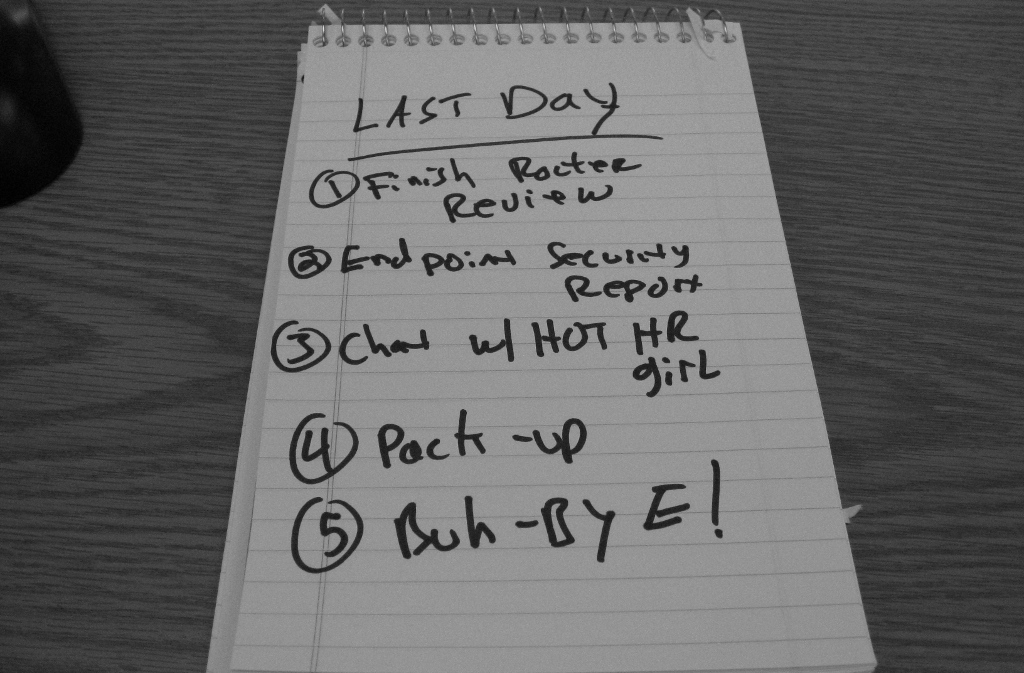 LAST Day
① Finish Router
Review
② Endpoint Security
Report
③ Chat w/ HOT HR
girl
④ Pack-up
⑤ Buh-ByE!